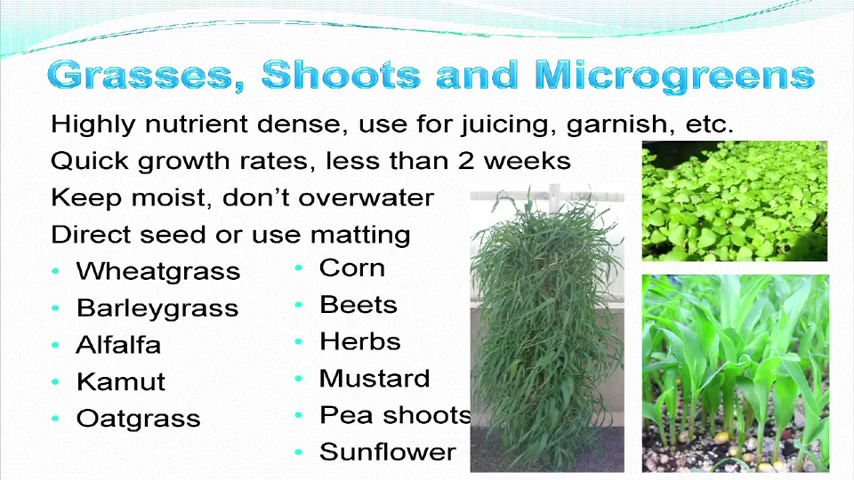 Grasses, Shoots and Microgreens
Highly nutrient dense, use for juicing, garnish, etc.
Quick growth rates, less than 2 weeks
Keep moist, don't overwater
Direct seed or use matting
• Wheatgrass
• Barleygrass
• Alfalfa
• Kamut
• Oatgrass
• Corn
• Beets
• Herbs
• Mustard
• Pea shoots
• Sunflower